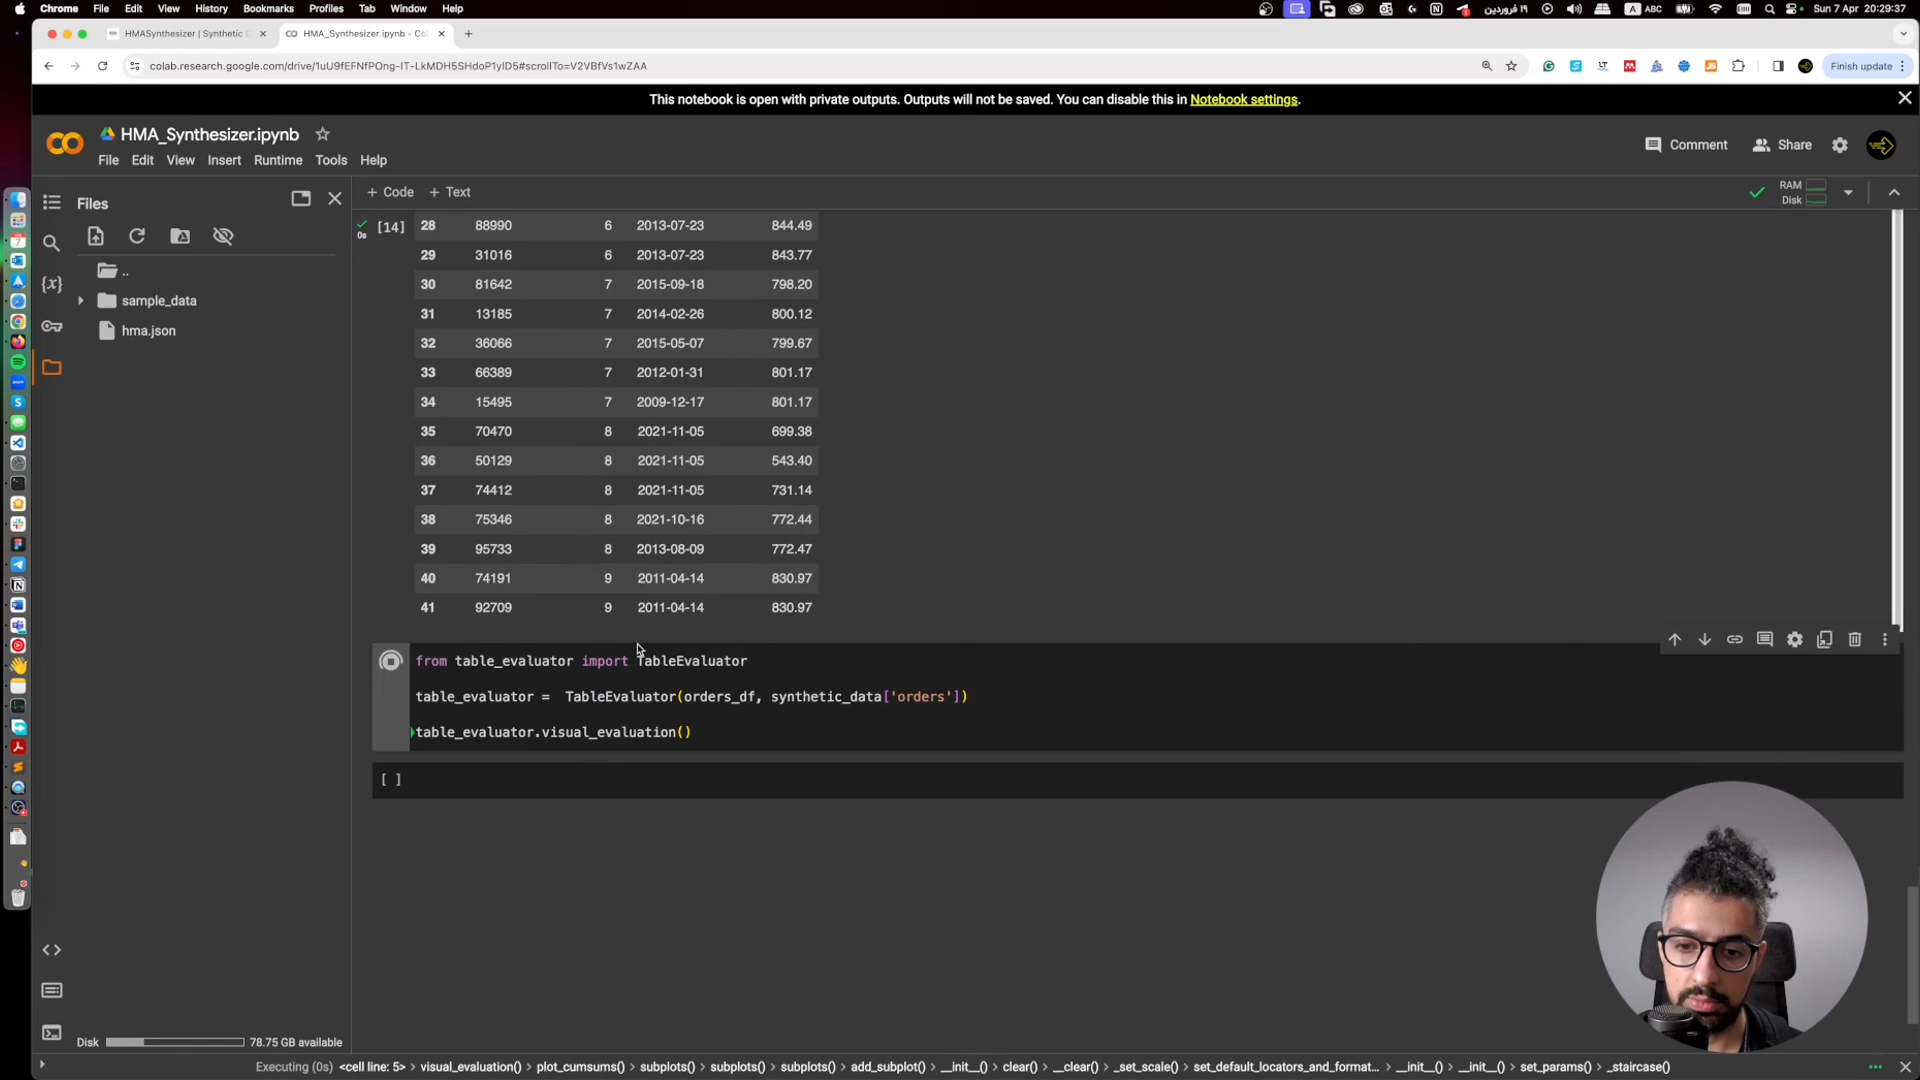 Chrome File Edit View History Bookmarks Profiles Tab Window Help
۱۹ فروردین ABC Sun 7 Apr 20:29:37
HMASynthesizer | Synthetic
HMA_Synthesizer.ipynb - Co
colab.research.google.com/drive/1uU9fEFNfPOng-IT-LkMDH5SHdoP1yID5#scrollTo=V2VBfVs1wZAA
Finish update
This notebook is open with private outputs. Outputs will not be saved. You can disable this in Notebook settings.
HMA_Synthesizer.ipynb
Comment Share
File Edit View Insert Runtime Tools Help
Files
+ Code + Text
RAM
Disk
..
sample_data
hma.json
0s [14]
28 88990 6 2013-07-23 844.49
29 31016 6 2013-07-23 843.77
30 81642 7 2015-09-18 798.20
31 13185 7 2014-02-26 800.12
32 36066 7 2015-05-07 799.67
33 66389 7 2012-01-31 801.17
34 15495 7 2009-12-17 801.17
35 70470 8 2021-11-05 699.38
36 50129 8 2021-11-05 543.40
37 74412 8 2021-11-05 731.14
38 75346 8 2021-10-16 772.44
39 95733 8 2013-08-09 772.47
40 74191 9 2011-04-14 830.97
41 92709 9 2011-04-14 830.97
from table_evaluator import TableEvaluator
table_evaluator =  TableEvaluator(orders_df, synthetic_data['orders'])
table_evaluator.visual_evaluation()
[ ]
Disk 78.75 GB available
Executing (0s) <cell line: 5> > visual_evaluation() > plot_cumsums() > subplots() > subplots() > subplots() > add_subplot() > __init__() > clear() > __clear() > _set_scale() > set_default_locators_and_format... > __init__() > __init__() > set_params() > _staircase()